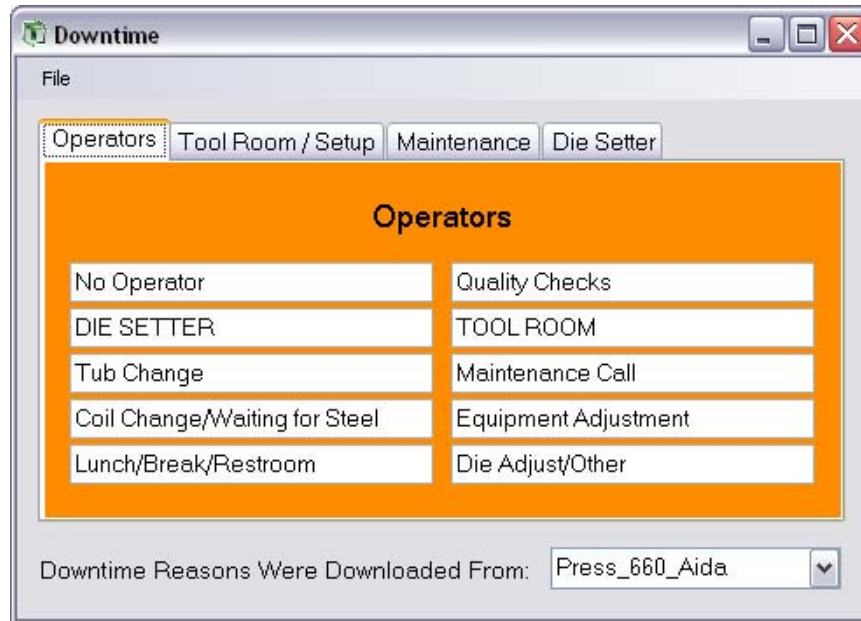 Downtime
File
Operators Tool Room / Setup Maintenance Die Setter
Operators
No Operator Quality Checks
DIE SETTER TOOL ROOM
Tub Change Maintenance Call
Coil Change/Waiting for Steel Equipment Adjustment
Lunch/Break/Restroom Die Adjust/Other
Downtime Reasons Were Downloaded From: Press_660_Aida